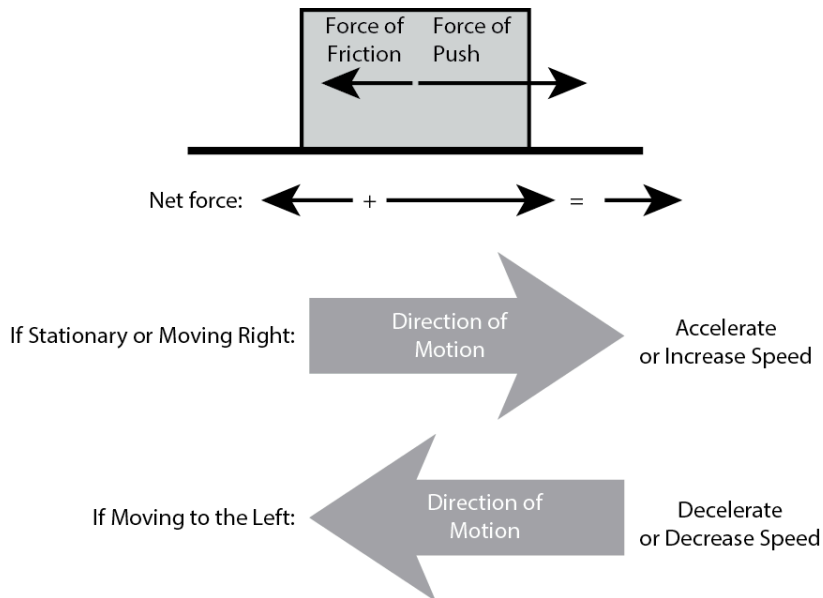 Force of Friction
Force of Push
Net force: + =
If Stationary or Moving Right:
Direction of
Motion
Accelerate
or Increase Speed
If Moving to the Left:
Direction of
Motion
Decelerate
or Decrease Speed